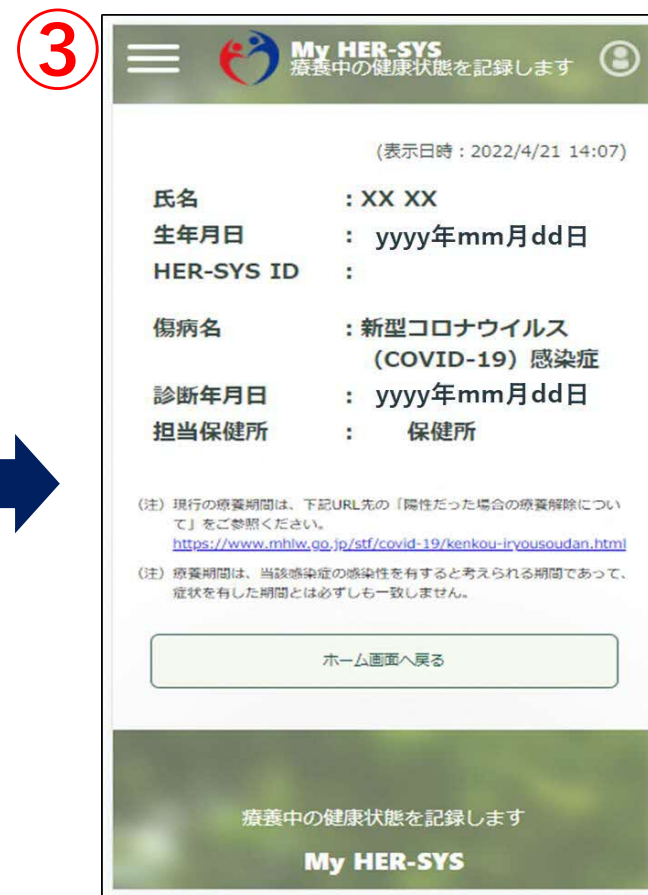 ③
My HER-SYS
療養中の健康状態を記録します
(表示日時：2022/4/21 14:07)
氏名 ：XX XX
生年月日 ： yyyy年mm月dd日
HER-SYS ID ：
傷病名 ：新型コロナウイルス
（COVID-19）感染症
診断年月日 ： yyyy年mm月dd日
担当保健所 ： 保健所
（注）現行の療養期間は、下記URL先の「陽性だった場合の療養解除につい
て」をご参照ください。
https://www.mhlw.go.jp/stf/covid-19/kenkou-iryousoudan.html
（注）療養期間は、当該感染症の感染性を有すると考えられる期間であって、
症状を有した期間とは必ずしも一致しません。
ホーム画面へ戻る
療養中の健康状態を記録します
My HER-SYS